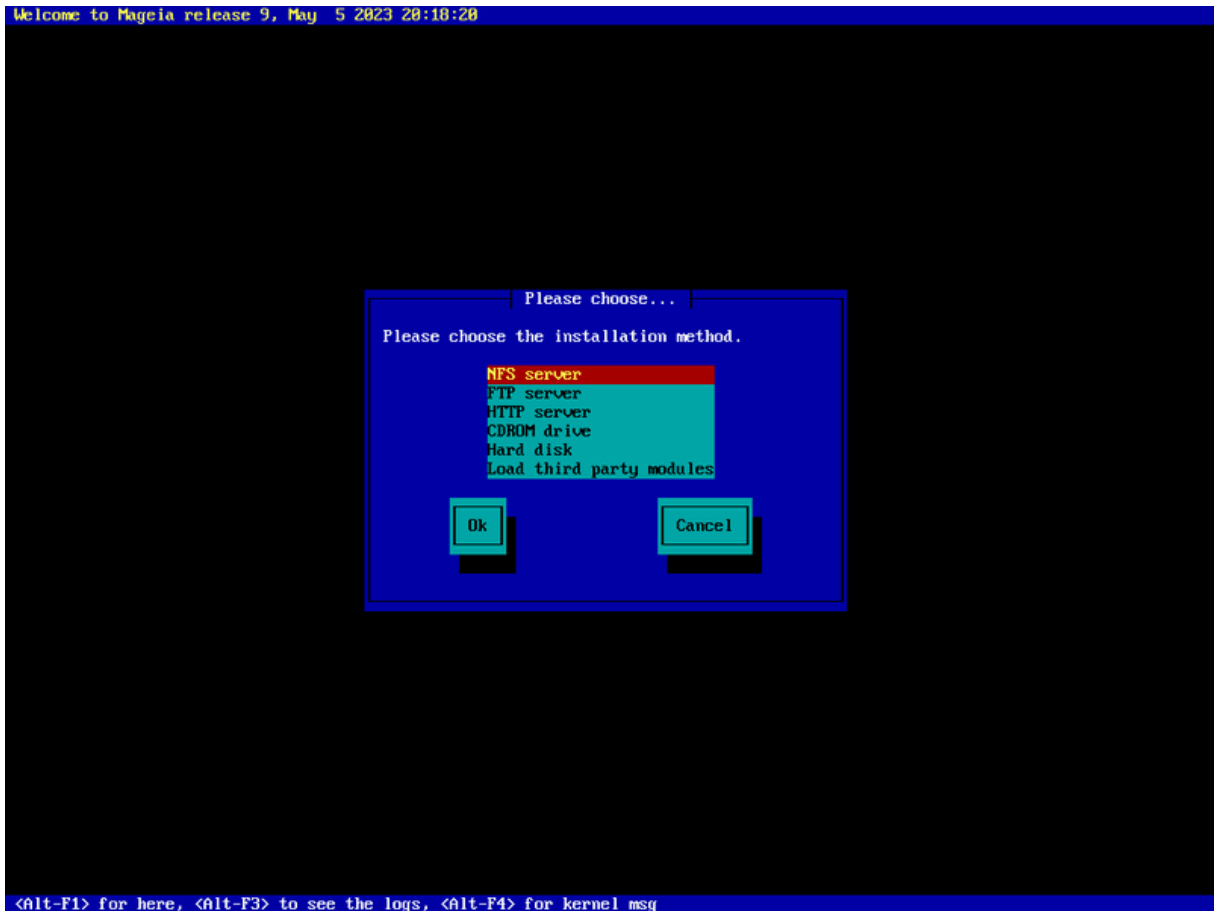 Welcome to Mageia release 9, May  5 2023 20:18:20
Please choose...
Please choose the installation method.
NFS server
FTP server
HTTP server
CDROM drive
Hard disk
Load third party modules
Ok Cancel
<Alt-F1> for here, <Alt-F3> to see the logs, <Alt-F4> for kernel msg